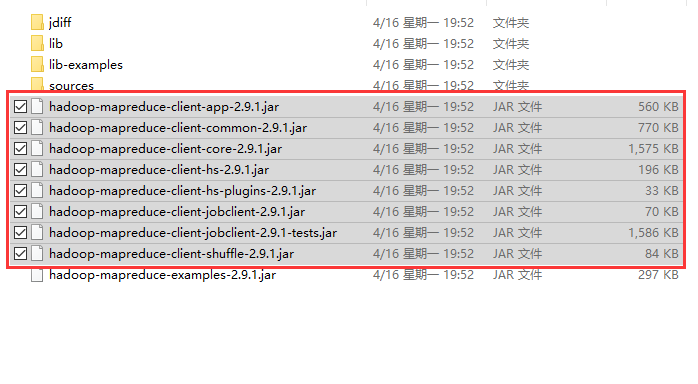 jdiff 4/16 星期一 19:52 文件夹
lib 4/16 星期一 19:52 文件夹
lib-examples 4/16 星期一 19:52 文件夹
sources 4/16 星期一 19:52 文件夹
hadoop-mapreduce-client-app-2.9.1.jar 4/16 星期一 19:52 JAR 文件 560 KB
hadoop-mapreduce-client-common-2.9.1.jar 4/16 星期一 19:52 JAR 文件 770 KB
hadoop-mapreduce-client-core-2.9.1.jar 4/16 星期一 19:52 JAR 文件 1,575 KB
hadoop-mapreduce-client-hs-2.9.1.jar 4/16 星期一 19:52 JAR 文件 196 KB
hadoop-mapreduce-client-hs-plugins-2.9.1.jar 4/16 星期一 19:52 JAR 文件 33 KB
hadoop-mapreduce-client-jobclient-2.9.1.jar 4/16 星期一 19:52 JAR 文件 70 KB
hadoop-mapreduce-client-jobclient-2.9.1-tests.jar 4/16 星期一 19:52 JAR 文件 1,586 KB
hadoop-mapreduce-client-shuffle-2.9.1.jar 4/16 星期一 19:52 JAR 文件 84 KB
hadoop-mapreduce-examples-2.9.1.jar 4/16 星期一 19:52 JAR 文件 297 KB